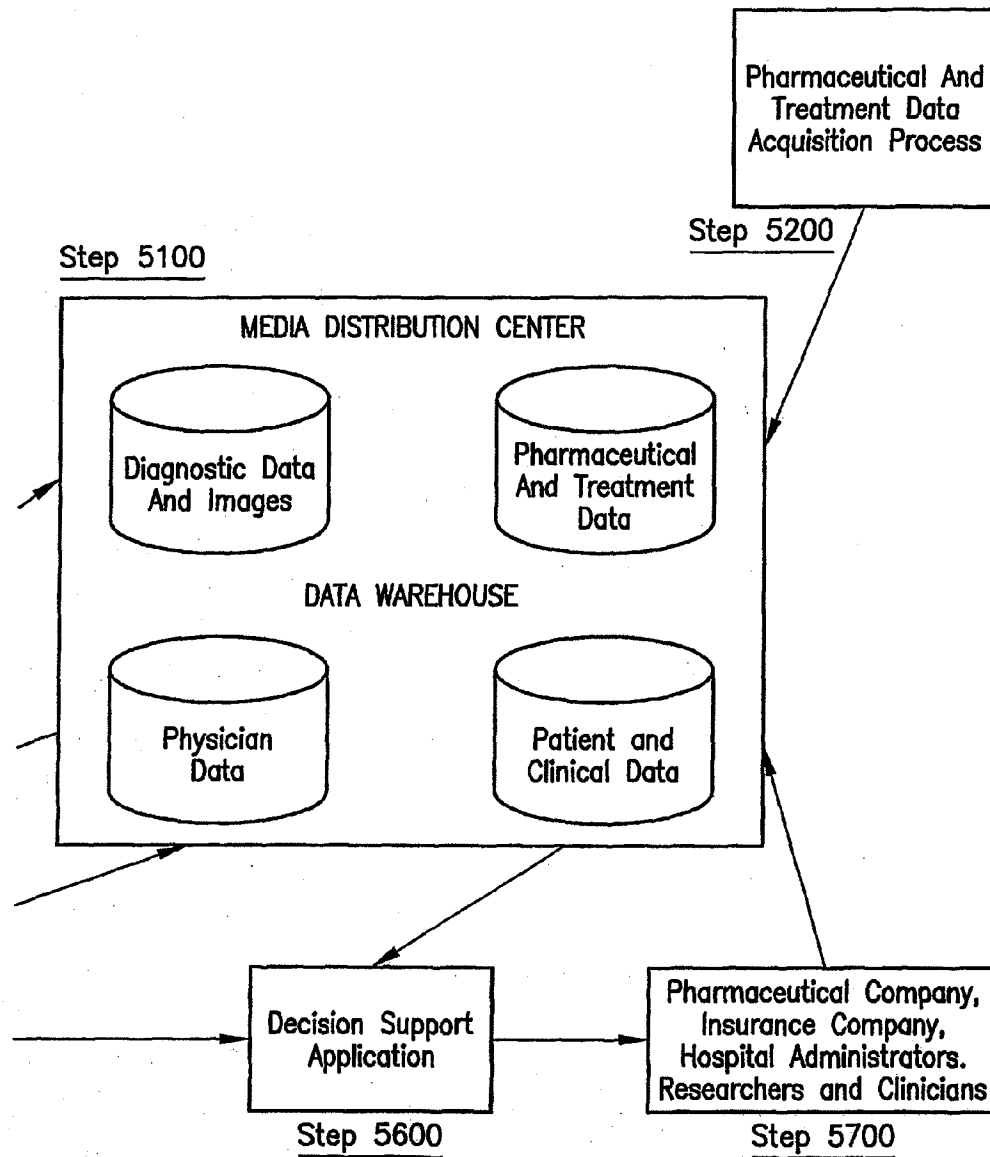 Pharmaceutical And
Treatment Data
Acquisition Process
Step 5200
Step 5100
MEDIA DISTRIBUTION CENTER
Diagnostic Data
And Images
Pharmaceutical
And Treatment
Data
DATA WAREHOUSE
Physician
Data
Patient and
Clinical Data
Decision Support
Application
Step 5600
Pharmaceutical Company,
Insurance Company,
Hospital Administrators.
Researchers and Clinicians
Step 5700